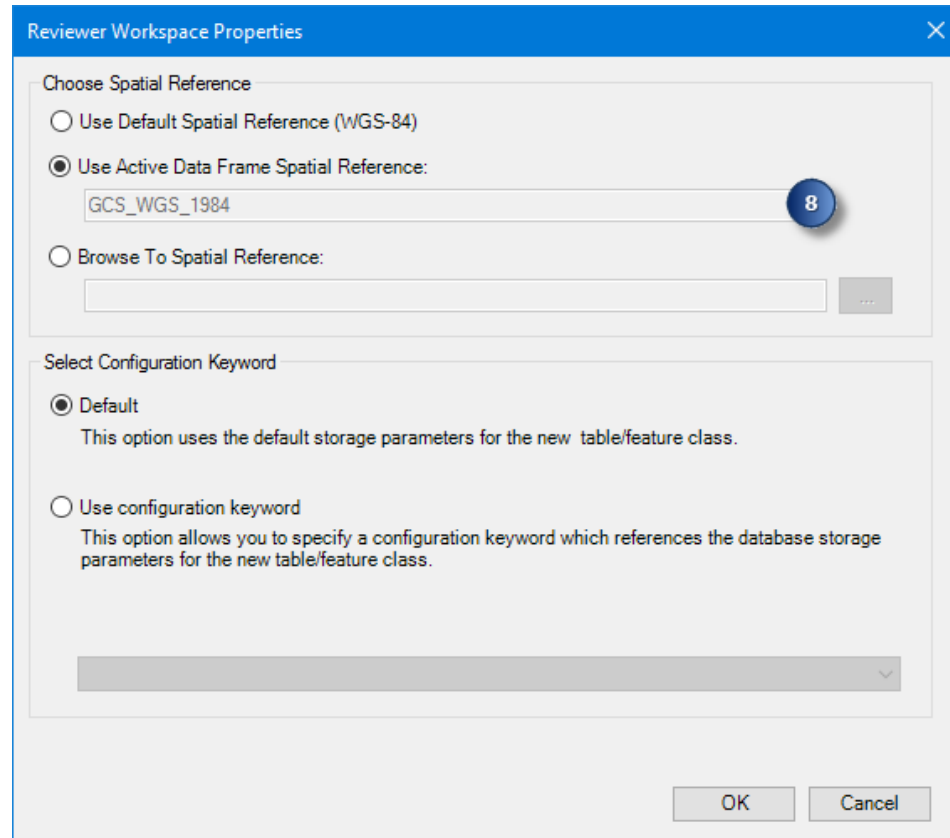 Reviewer Workspace Properties
Choose Spatial Reference
Use Default Spatial Reference (WGS-84)
Use Active Data Frame Spatial Reference:
GCS_WGS_1984
8
Browse To Spatial Reference:
...
Select Configuration Keyword
Default
This option uses the default storage parameters for the new table/feature class.
Use configuration keyword
This option allows you to specify a configuration keyword which references the database storage
parameters for the new table/feature class.
OK Cancel